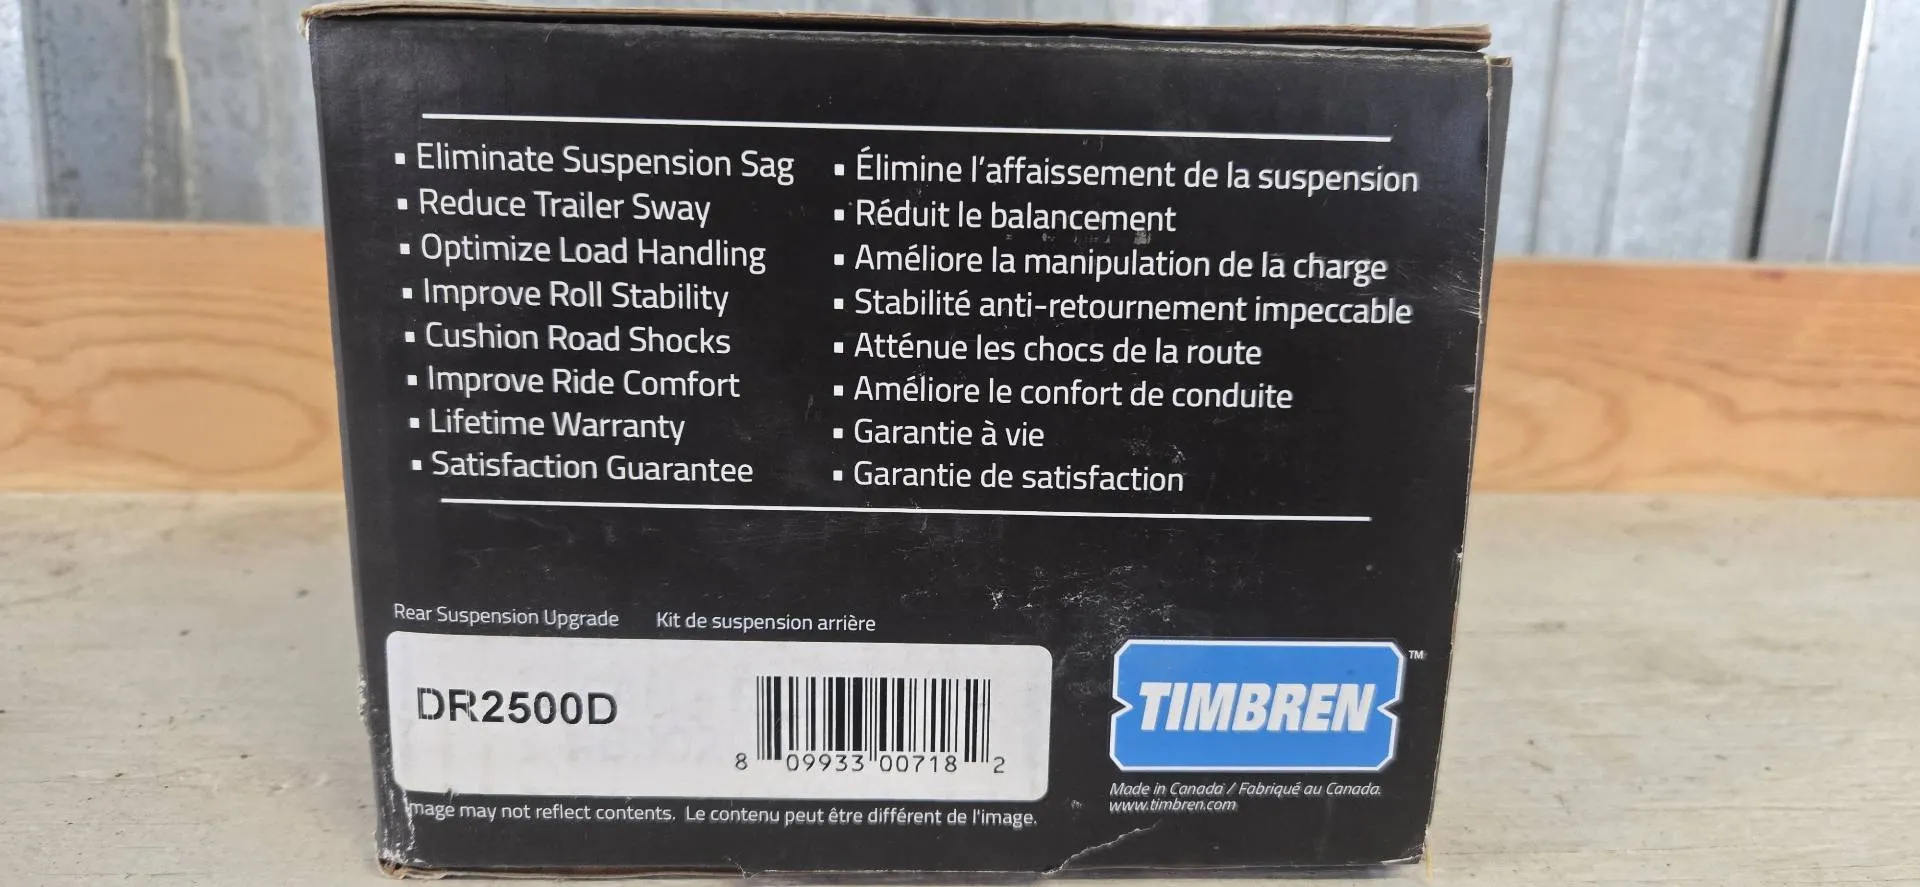 ▪ Eliminate Suspension Sag
▪ Reduce Trailer Sway
▪ Optimize Load Handling
▪ Improve Roll Stability
▪ Cushion Road Shocks
▪ Improve Ride Comfort
▪ Lifetime Warranty
▪ Satisfaction Guarantee
▪ Élimine l'affaissement de la suspension
▪ Réduit le balancement
▪ Améliore la manipulation de la charge
▪ Stabilité anti-retournement impeccable
▪ Atténue les chocs de la route
▪ Améliore le confort de conduite
▪ Garantie à vie
▪ Garantie de satisfaction
Rear Suspension Upgrade
Kit de suspension arrière
DR2500D
8 09933 00718 2
Image may not reflect contents. Le contenu peut être différent de l'image.
TIMBREN ™
Made in Canada / Fabriqué au Canada.
www.timbren.com